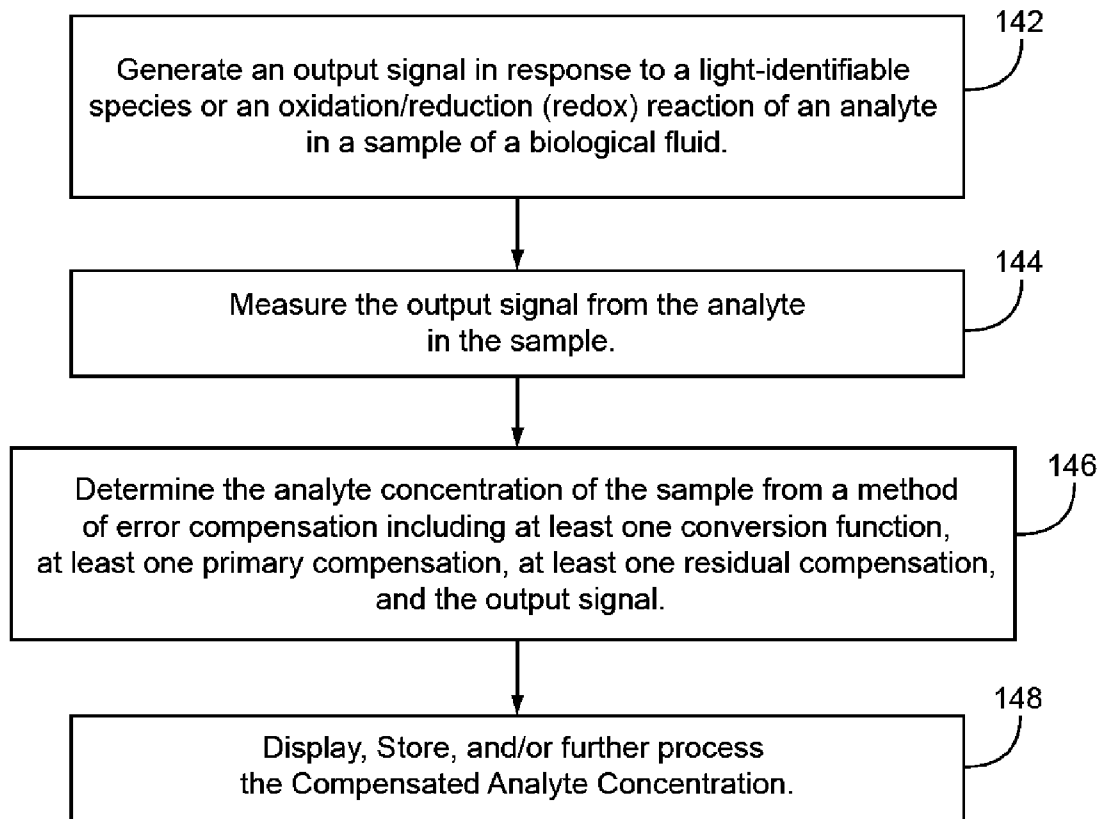 142
Generate an output signal in response to a light-identifiable
species or an oxidation/reduction (redox) reaction of an analyte
in a sample of a biological fluid.
144
Measure the output signal from the analyte
in the sample.
146
Determine the analyte concentration of the sample from a method
of error compensation including at least one conversion function,
at least one primary compensation, at least one residual compensation,
and the output signal.
148
Display, Store, and/or further process
the Compensated Analyte Concentration.